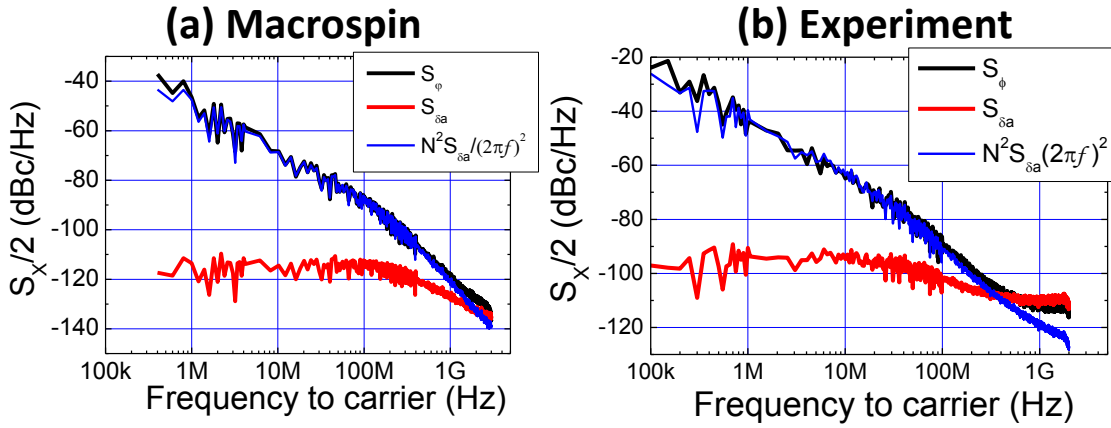 (a) Macrospin
S_φ
S_δa
N²S_δa/(2πf)²
-40
-60
-80
-100
-120
-140
S_X/2 (dBc/Hz)
100k 1M 10M 100M 1G
Frequency to carrier (Hz)
(b) Experiment
S_ϕ
S_δa
N²S_δa(2πf)²
-20
-40
-60
-80
-100
-120
S_X/2 (dBc/Hz)
100k 1M 10M 100M 1G
Frequency to carrier (Hz)